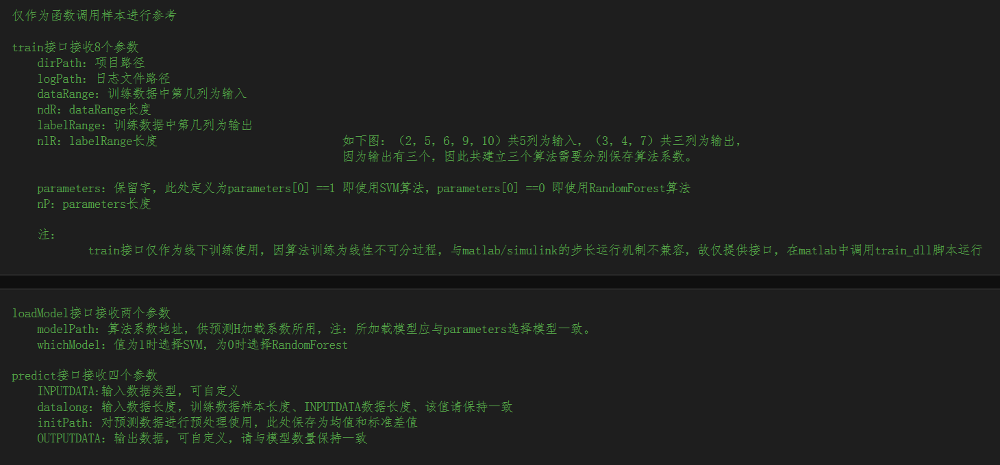 仅作为函数调用样本进行参考
train接口接收8个参数
dirPath：项目路径
logPath：日志文件路径
dataRange：训练数据中第几列为输入
ndR：dataRange长度
labelRange：训练数据中第几列为输出
nlR：labelRange长度 如下图：（2，5，6，9，10）共5列为输入，（3，4，7）共三列为输出，
因为输出有三个，因此共建立三个算法需要分别保存算法系数。
parameters：保留字，此处定义为parameters[0] ==1 即使用SVM算法，parameters[0] ==0 即使用RandomForest算法
nP：parameters长度
注：
train接口仅作为线下训练使用，因算法训练为线性不可分过程，与matlab/simulink的步长运行机制不兼容，故仅提供接口，在matlab中调用train_dll脚本运行
loadModel接口接收两个参数
modelPath：算法系数地址，供预测H加载系数所用，注：所加载模型应与parameters选择模型一致。
whichModel：值为1时选择SVM，为0时选择RandomForest
predict接口接收四个参数
INPUTDATA:输入数据类型，可自定义
datalong：输入数据长度，训练数据样本长度、INPUTDATA数据长度、该值请保持一致
initPath：对预测数据进行预处理使用，此处保存为均值和标准差值
OUTPUTDATA：输出数据，可自定义，请与模型数量保持一致